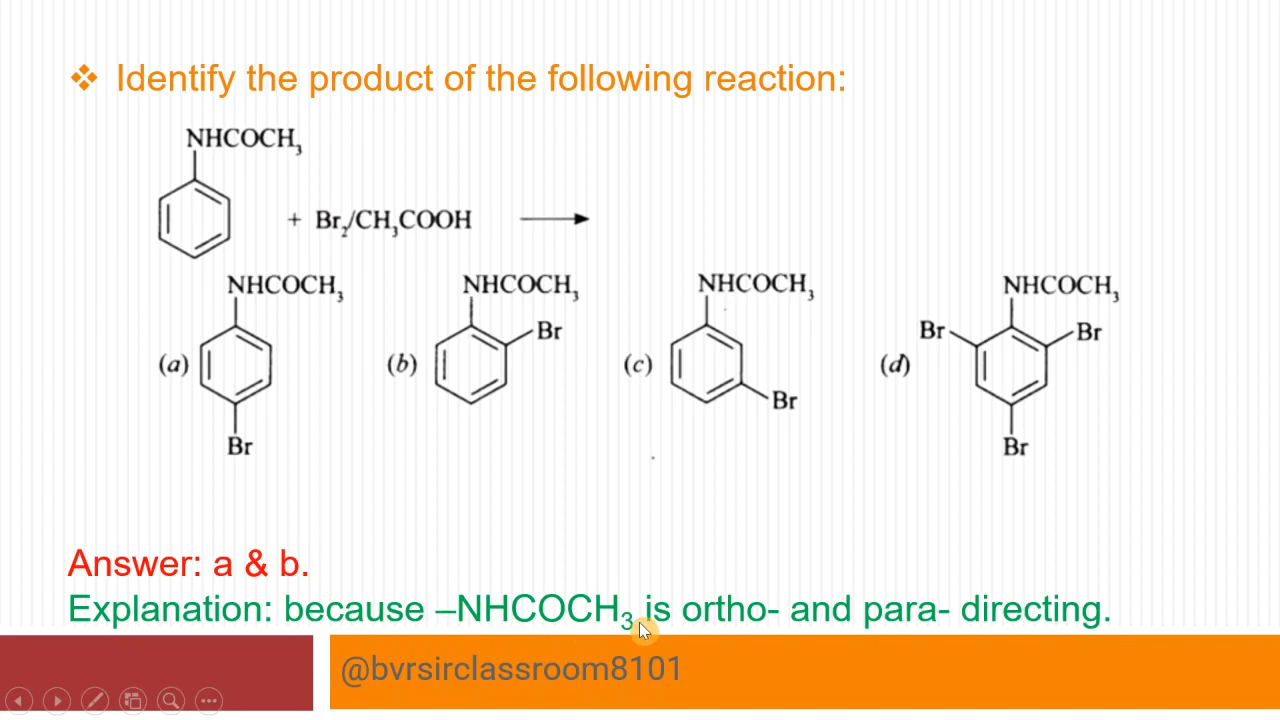 ❖ Identify the product of the following reaction:
NHCOCH₃
+ Br₂/CH₃COOH
NHCOCH₃ NHCOCH₃ NHCOCH₃ NHCOCH₃
Br Br Br
(a) (b) (c) (d)
Br
Br Br
Answer: a & b.
Explanation: because –NHCOCH₃ is ortho- and para- directing.
@bvrsirclassroom8101